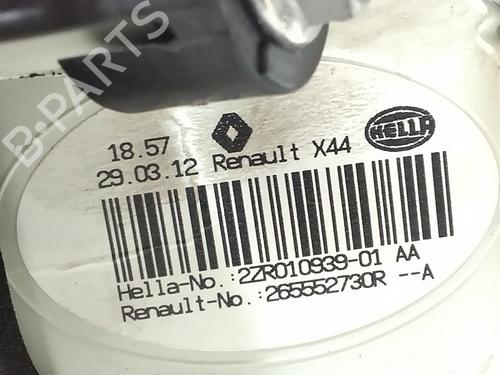 18.57
29.03.12 Renault X44
HELLA
Hella-No.:2ZR010939-01 AA
Renault-No.:265552730R --A
B-PARTS